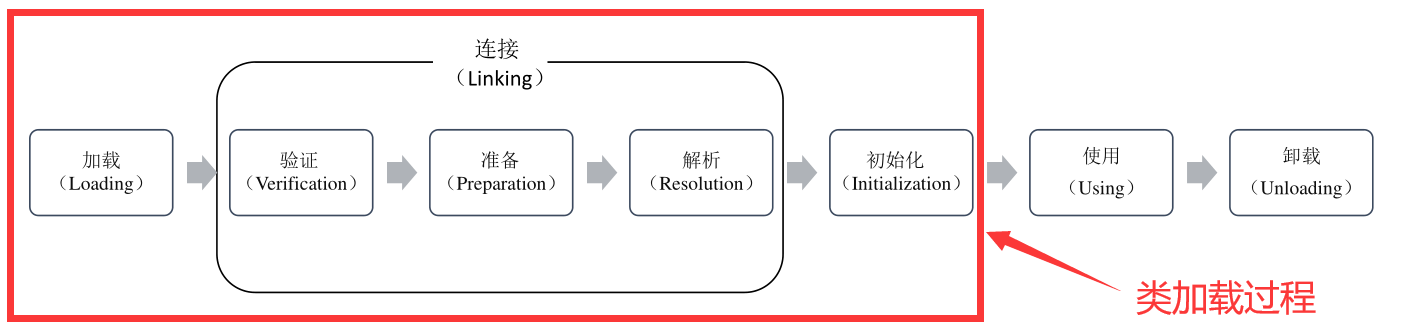 连接
（Linking）
加载
（Loading）
验证
（Verification）
准备
（Preparation）
解析
（Resolution）
初始化
（Initialization）
使用
（Using）
卸载
（Unloading）
类加载过程